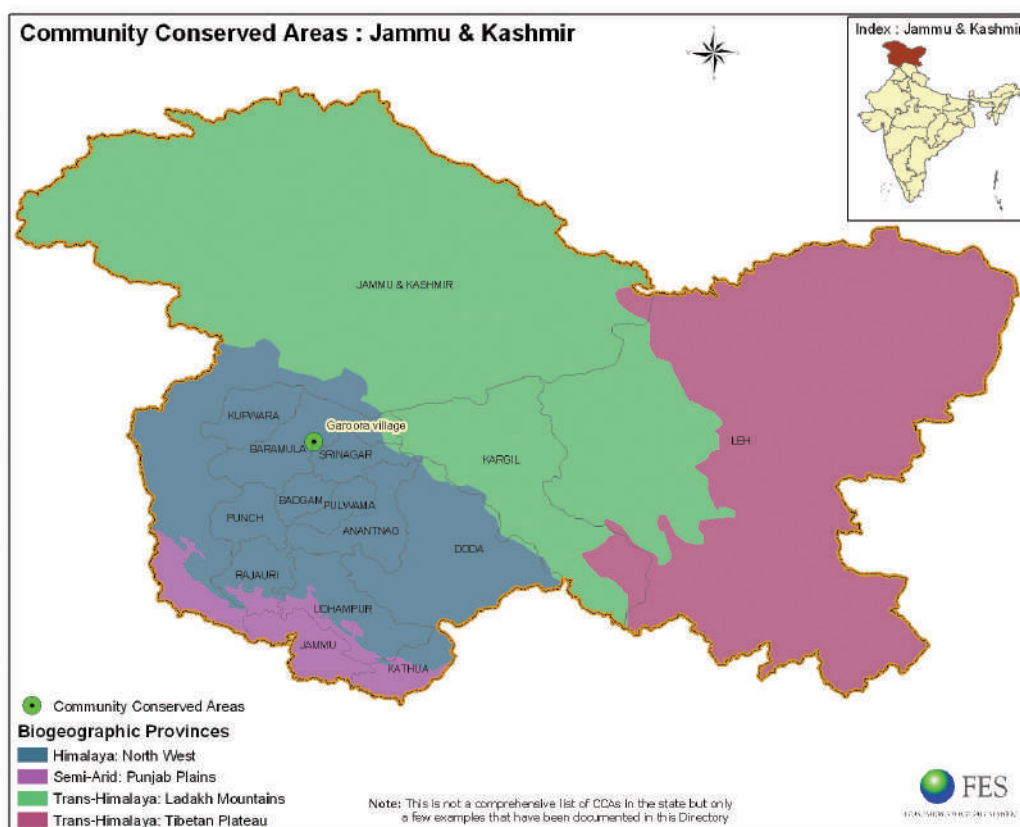 Community Conserved Areas : Jammu & Kashmir
Index : Jammu & Kashmir
JAMMU & KASHMIR
KUPWARA
Garoora village
BARAMULA
SRINAGAR
KARGIL
LEH
BADGAM
PULWAMA
PUNCH
ANANTNAG
DODA
RAJAURI
UDHAMPUR
JAMMU
KATHUA
Community Conserved Areas
Biogeographic Provinces
Himalaya: North West
Semi-Arid: Punjab Plains
Trans-Himalaya: Ladakh Mountains
Trans-Himalaya: Tibetan Plateau
Note: This is not a comprehensive list of CCAs in the state but only
a few examples that have been documented in this Directory
FES